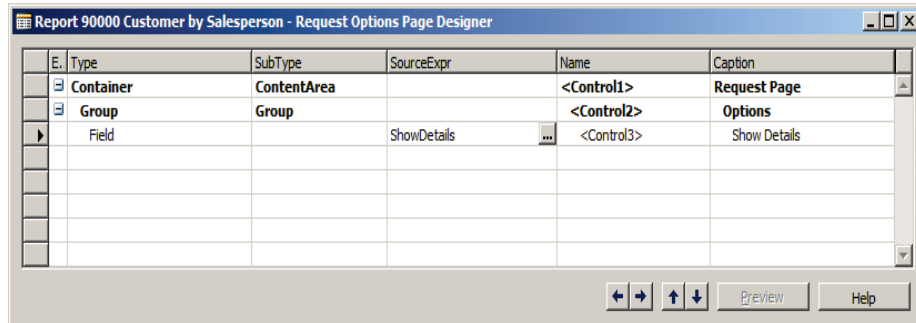 Report 90000 Customer by Salesperson - Request Options Page Designer
E. Type SubType SourceExpr Name Caption
Container ContentArea <Control1> Request Page
Group Group <Control2> Options
Field ShowDetails ... <Control3> Show Details
Preview Help